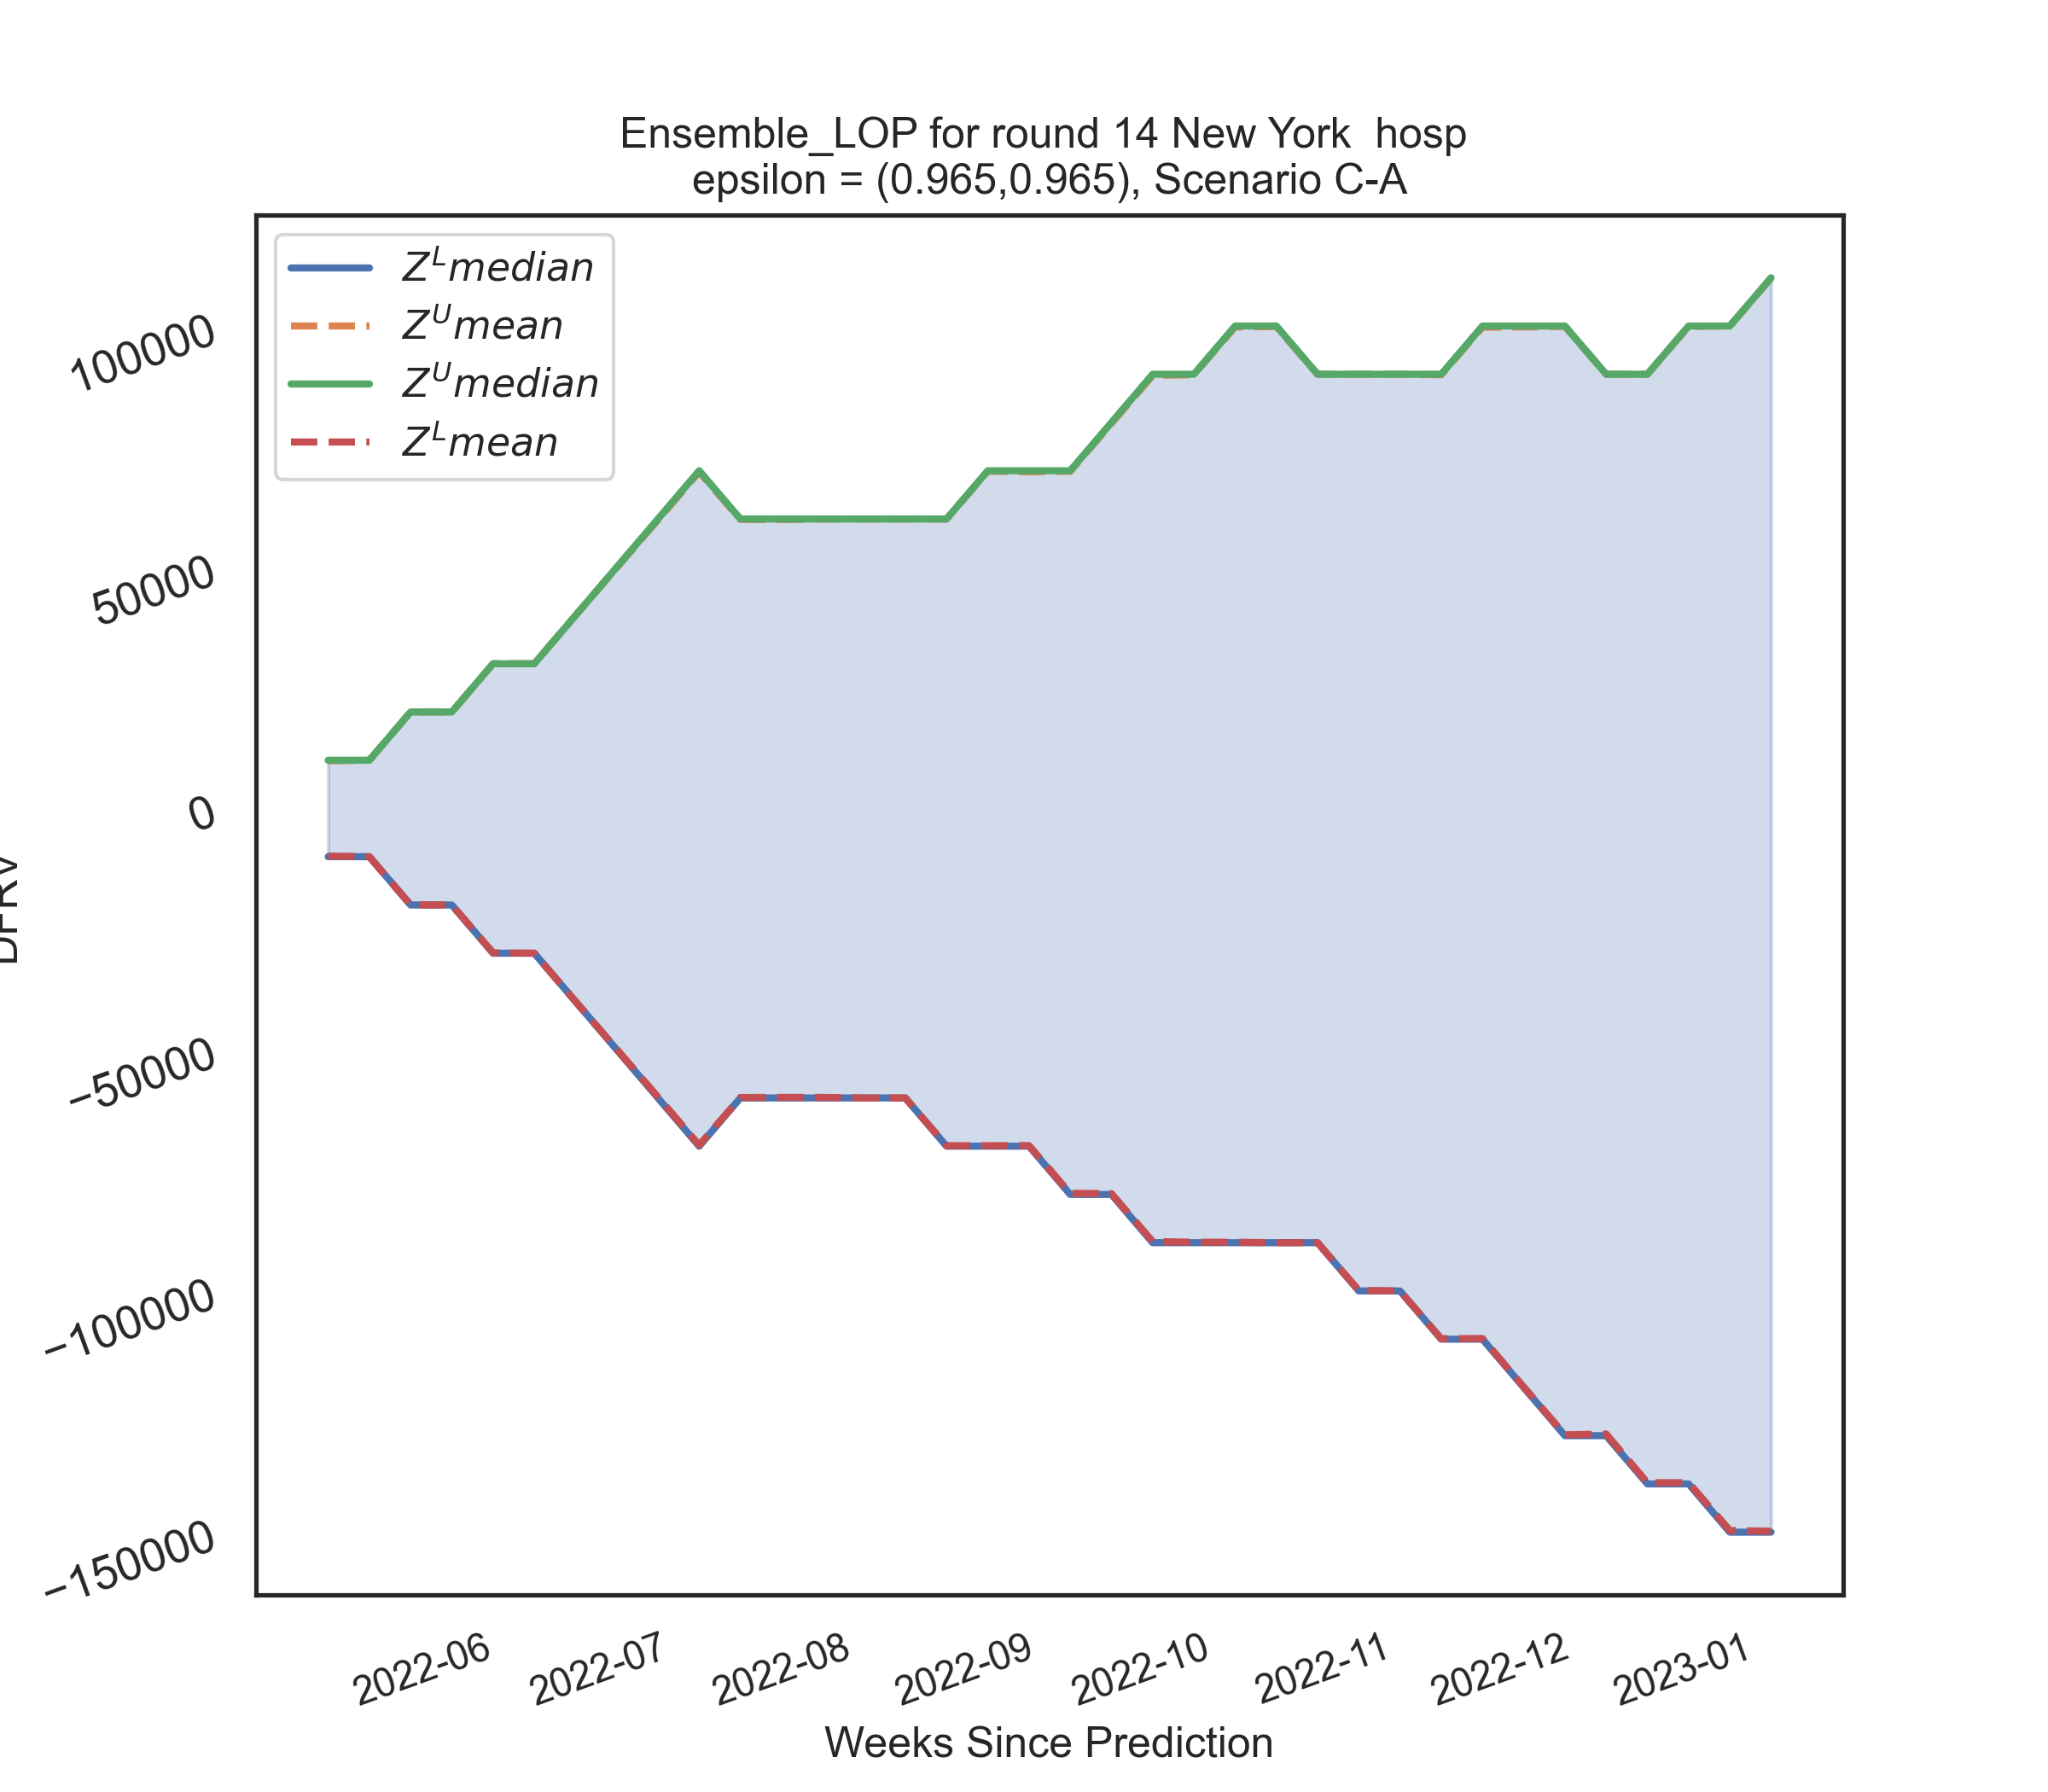 Ensemble_LOP for round 14 New York  hosp
epsilon = (0.965,0.965), Scenario C-A
Z^L median
Z^U mean
Z^U median
Z^L mean
100000
50000
0
−50000
−100000
−150000
2022-06
2022-07
2022-08
2022-09
2022-10
2022-11
2022-12
2023-01
Weeks Since Prediction